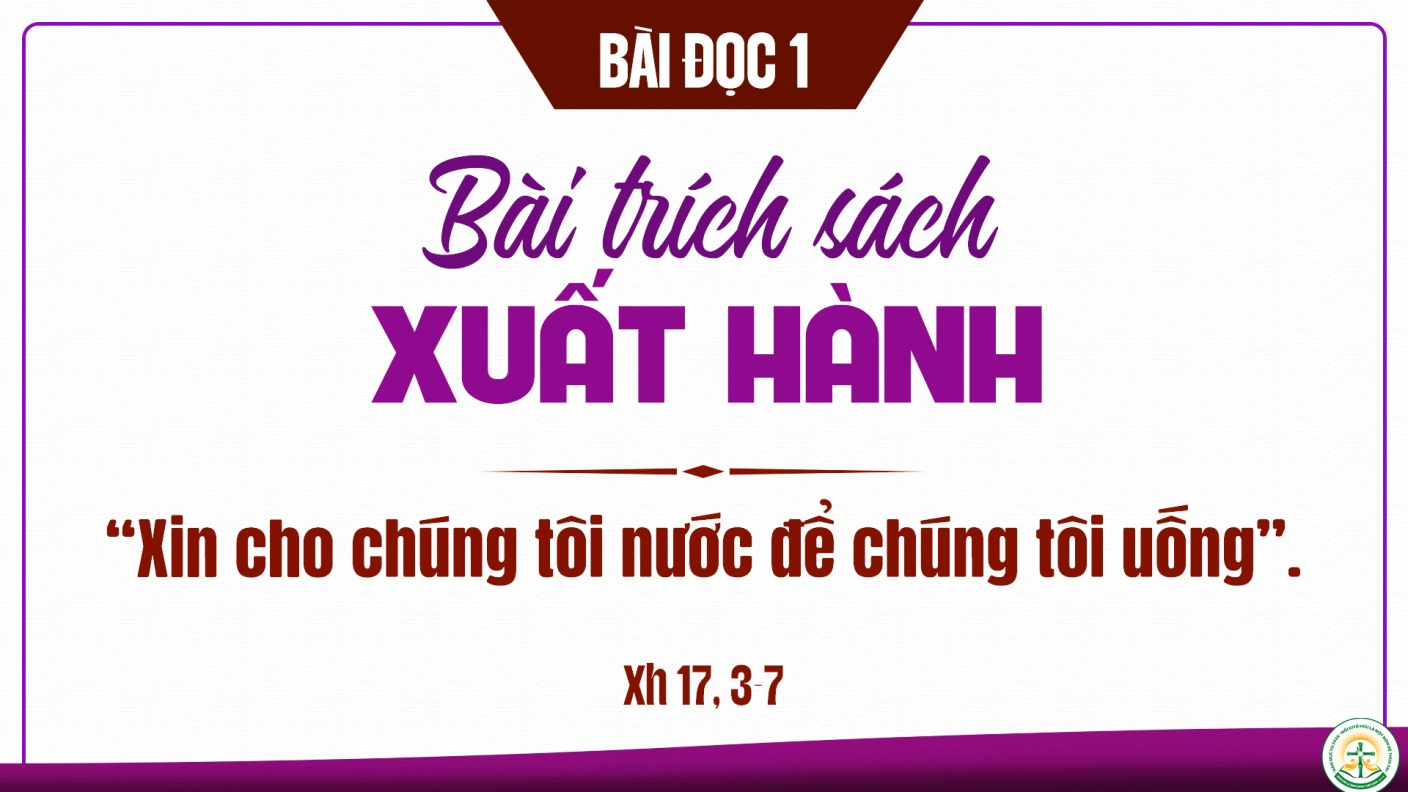 BÀI ĐỌC 1
Bài trích sách
XUẤT HÀNH
“Xin cho chúng tôi nước để chúng tôi uống”.
Xh 17, 3-7